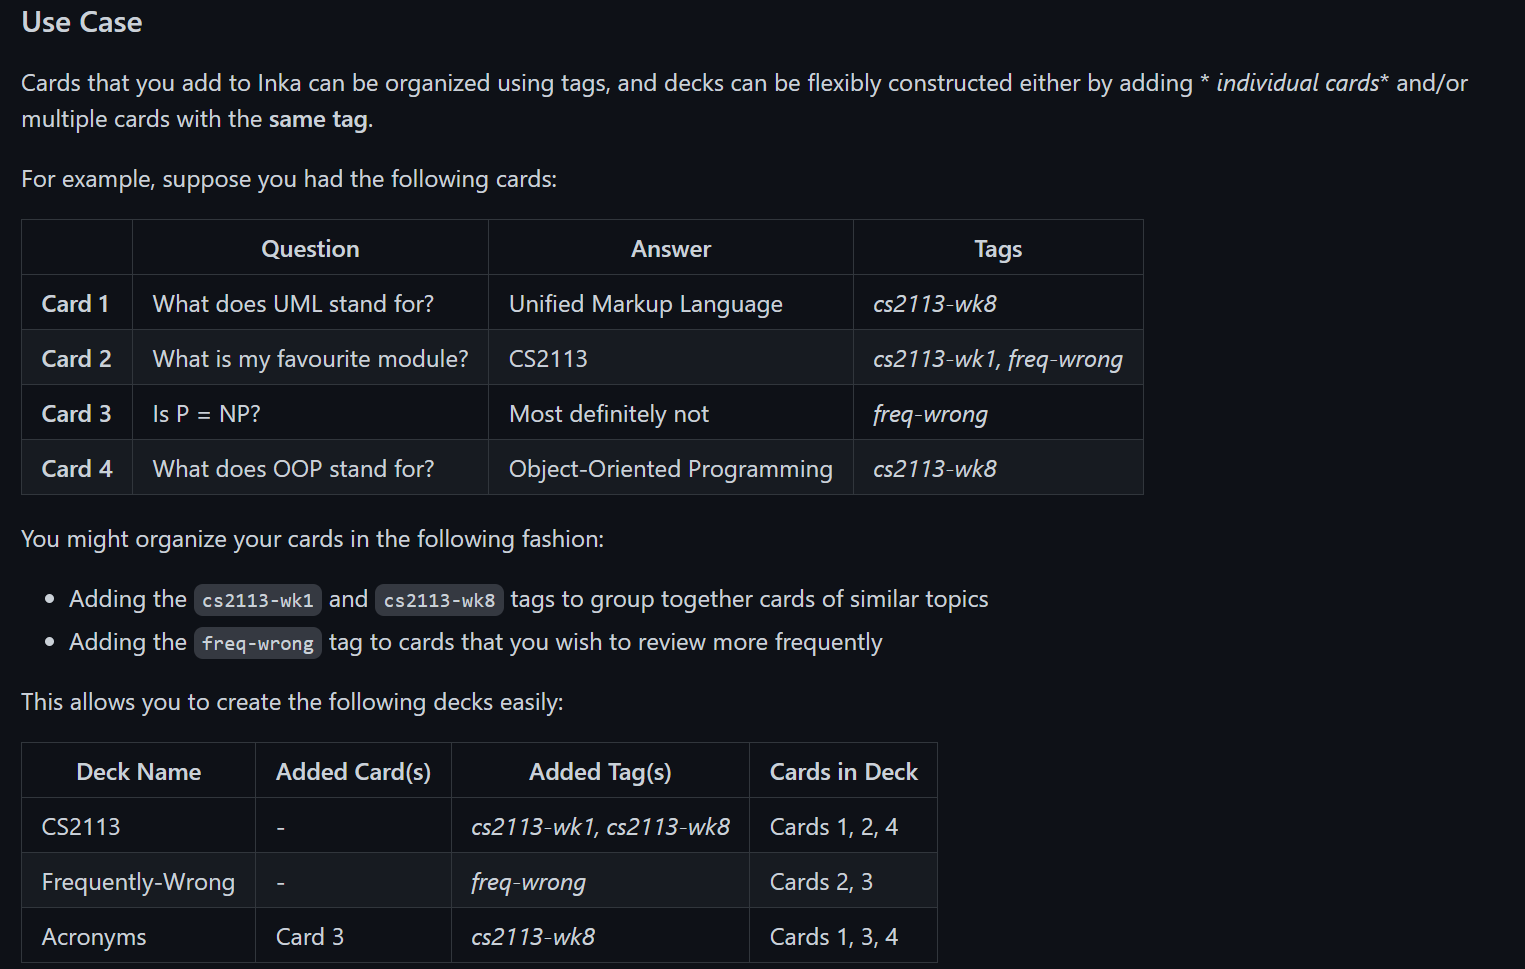 Use Case
Cards that you add to Inka can be organized using tags, and decks can be flexibly constructed either by adding * individual cards* and/or
multiple cards with the same tag.
For example, suppose you had the following cards:
Question Answer Tags
Card 1 What does UML stand for? Unified Markup Language cs2113-wk8
Card 2 What is my favourite module? CS2113 cs2113-wk1, freq-wrong
Card 3 Is P = NP? Most definitely not freq-wrong
Card 4 What does OOP stand for? Object-Oriented Programming cs2113-wk8
You might organize your cards in the following fashion:
• Adding the cs2113-wk1 and cs2113-wk8 tags to group together cards of similar topics
• Adding the freq-wrong tag to cards that you wish to review more frequently
This allows you to create the following decks easily:
Deck Name Added Card(s) Added Tag(s) Cards in Deck
CS2113 - cs2113-wk1, cs2113-wk8 Cards 1, 2, 4
Frequently-Wrong - freq-wrong Cards 2, 3
Acronyms Card 3 cs2113-wk8 Cards 1, 3, 4